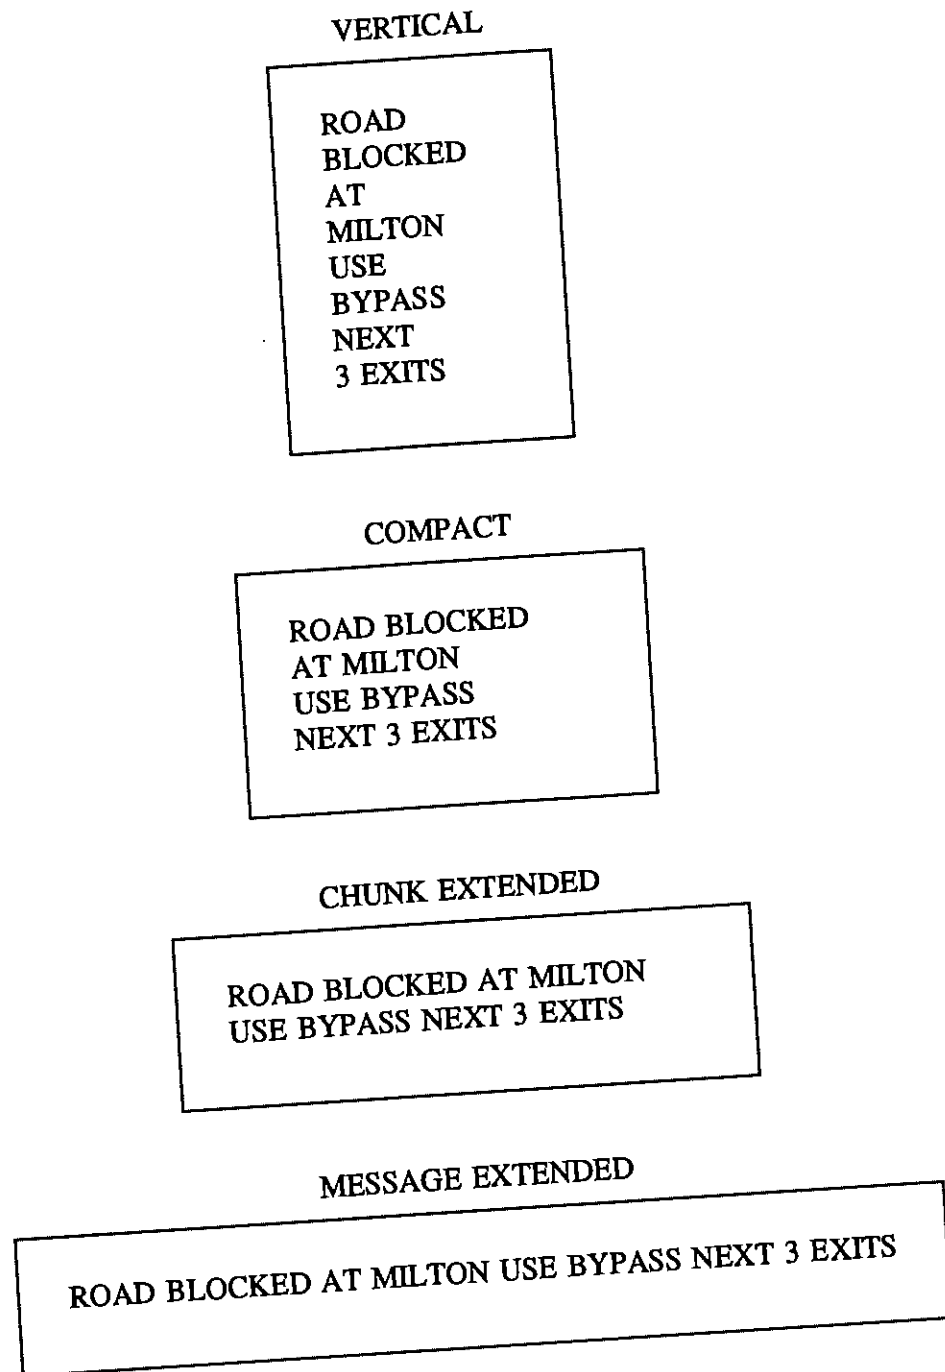 VERTICAL
ROAD
BLOCKED
AT
MILTON
USE
BYPASS
NEXT
3 EXITS
COMPACT
ROAD BLOCKED
AT MILTON
USE BYPASS
NEXT 3 EXITS
CHUNK EXTENDED
ROAD BLOCKED AT MILTON
USE BYPASS NEXT 3 EXITS
MESSAGE EXTENDED
ROAD BLOCKED AT MILTON USE BYPASS NEXT 3 EXITS